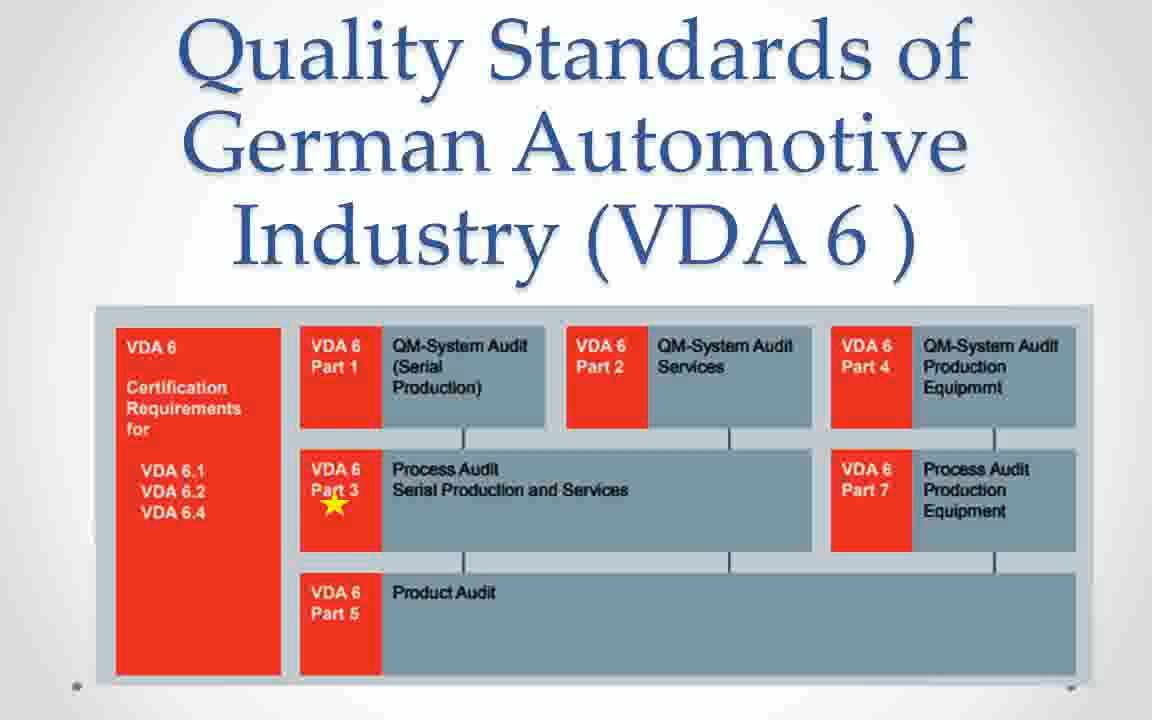 Quality Standards of
German Automotive
Industry (VDA 6 )
VDA 6
Certification
Requirements
for
VDA 6.1
VDA 6.2
VDA 6.4
VDA 6
Part 1
QM-System Audit
(Serial
Production)
VDA 6
Part 2
QM-System Audit
Services
VDA 6
Part 4
QM-System Audit
Production
Equipmmt
VDA 6
Part 3
Process Audit
Serial Production and Services
VDA 6
Part 7
Process Audit
Production
Equipment
VDA 6
Part 5
Product Audit